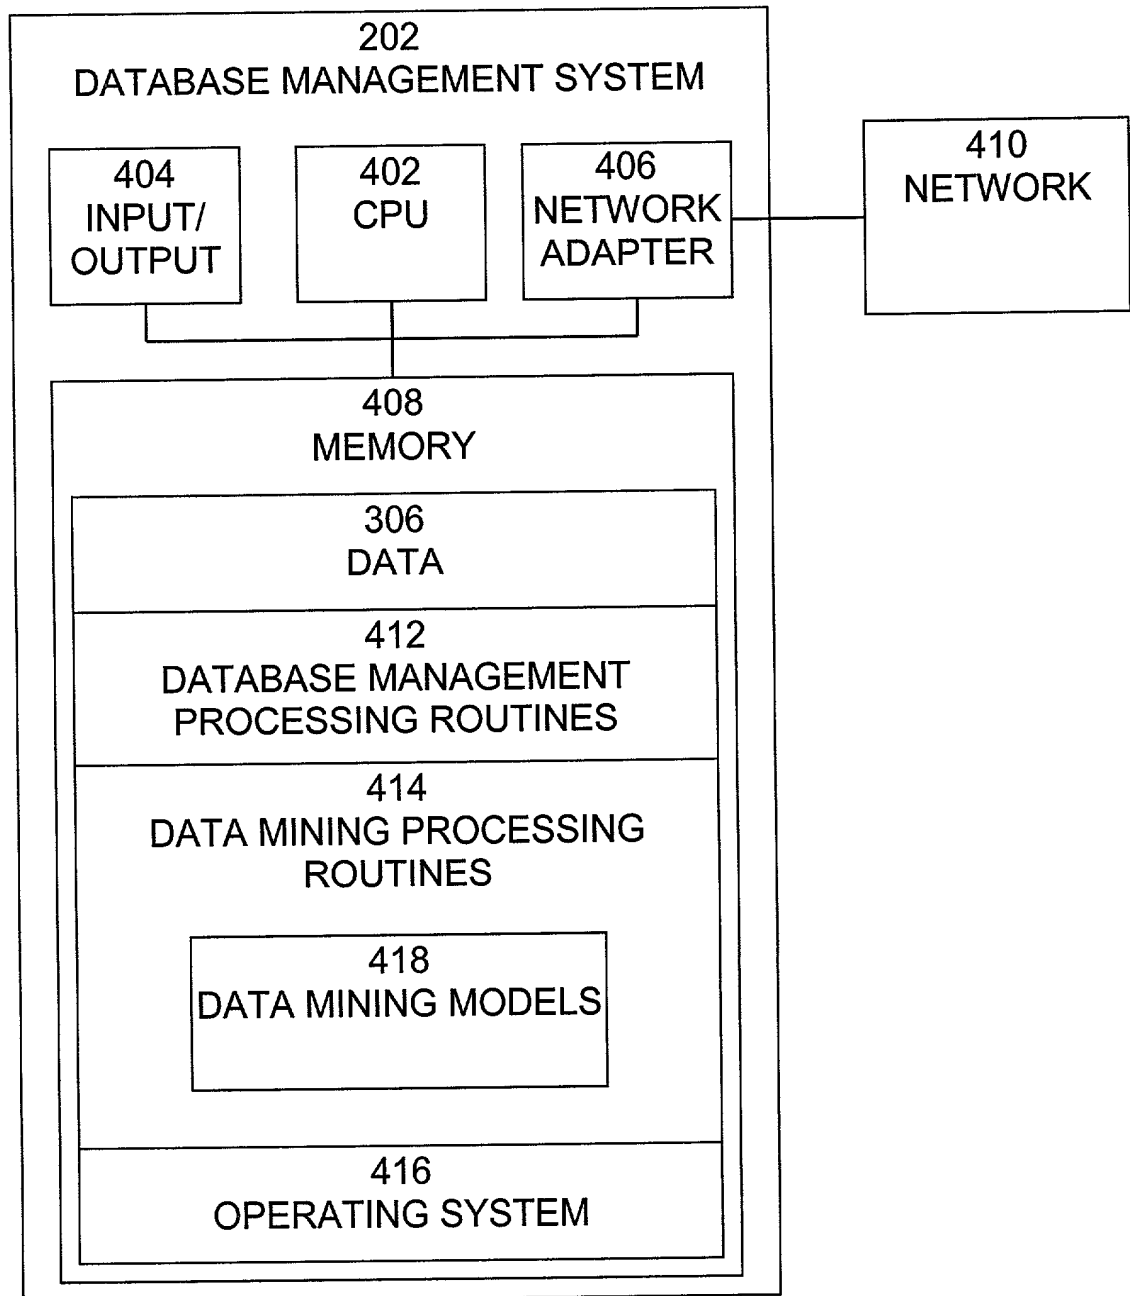 202
DATABASE MANAGEMENT SYSTEM
404
INPUT/
OUTPUT
402
CPU
406
NETWORK
ADAPTER
410
NETWORK
408
MEMORY
306
DATA
412
DATABASE MANAGEMENT
PROCESSING ROUTINES
414
DATA MINING PROCESSING
ROUTINES
418
DATA MINING MODELS
416
OPERATING SYSTEM